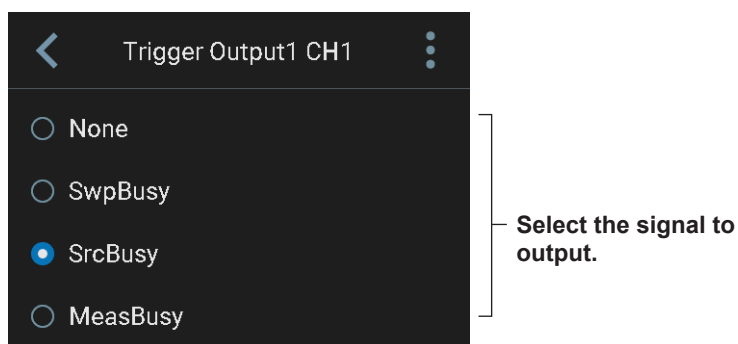 Trigger Output1 CH1
None
SwpBusy
SrcBusy
MeasBusy
Select the signal to
output.